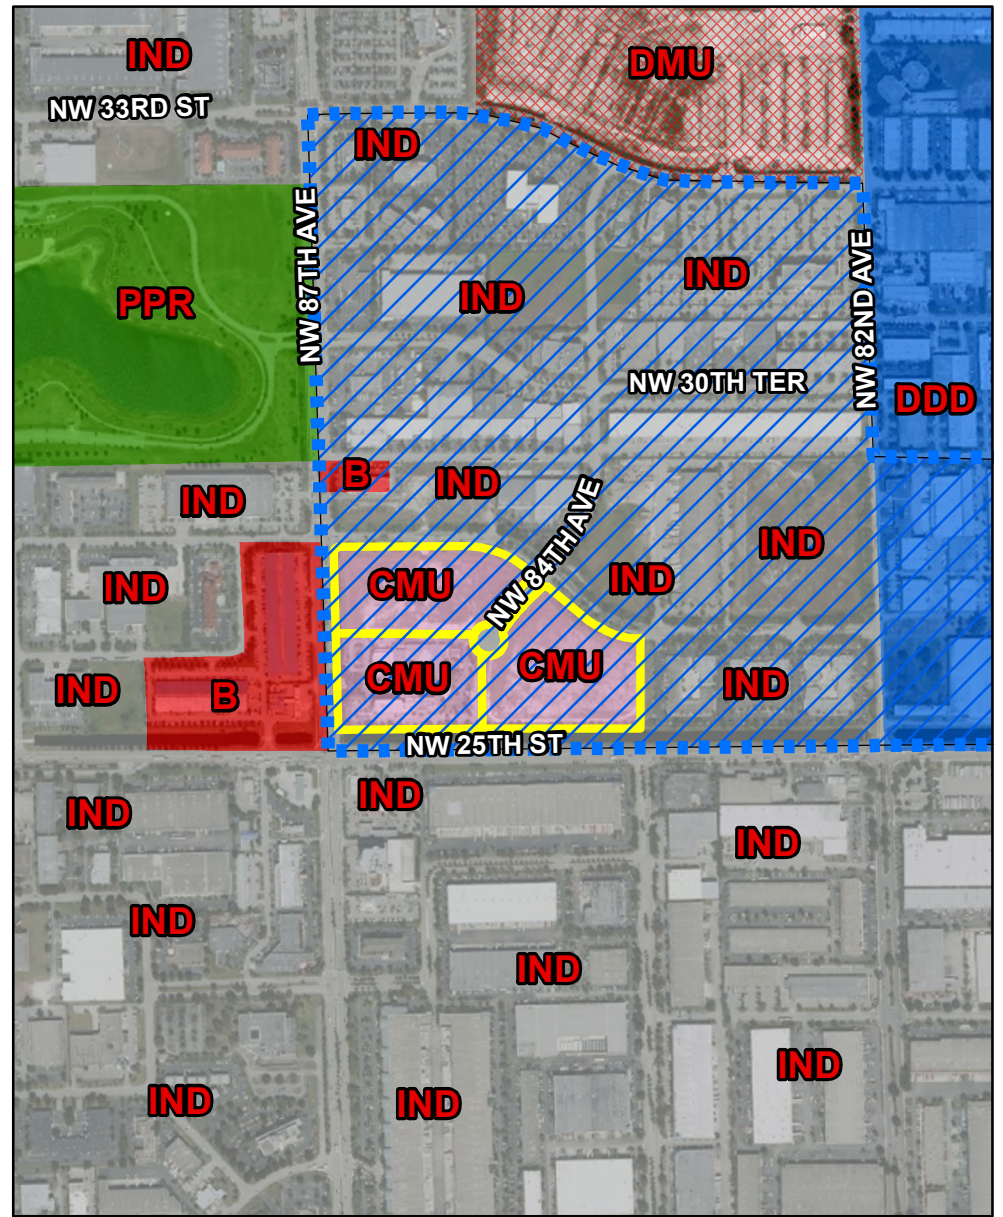 IND
DMU
NW 33RD ST
IND
NW 87TH AVE
NW 82ND AVE
IND
IND
PPR
NW 30TH TER
DDD
B
IND
IND
NW 84TH AVE
IND
IND
CMU
IND
CMU
CMU
IND
IND
B
NW 25TH ST
IND
IND
IND
IND
IND
IND
IND
IND